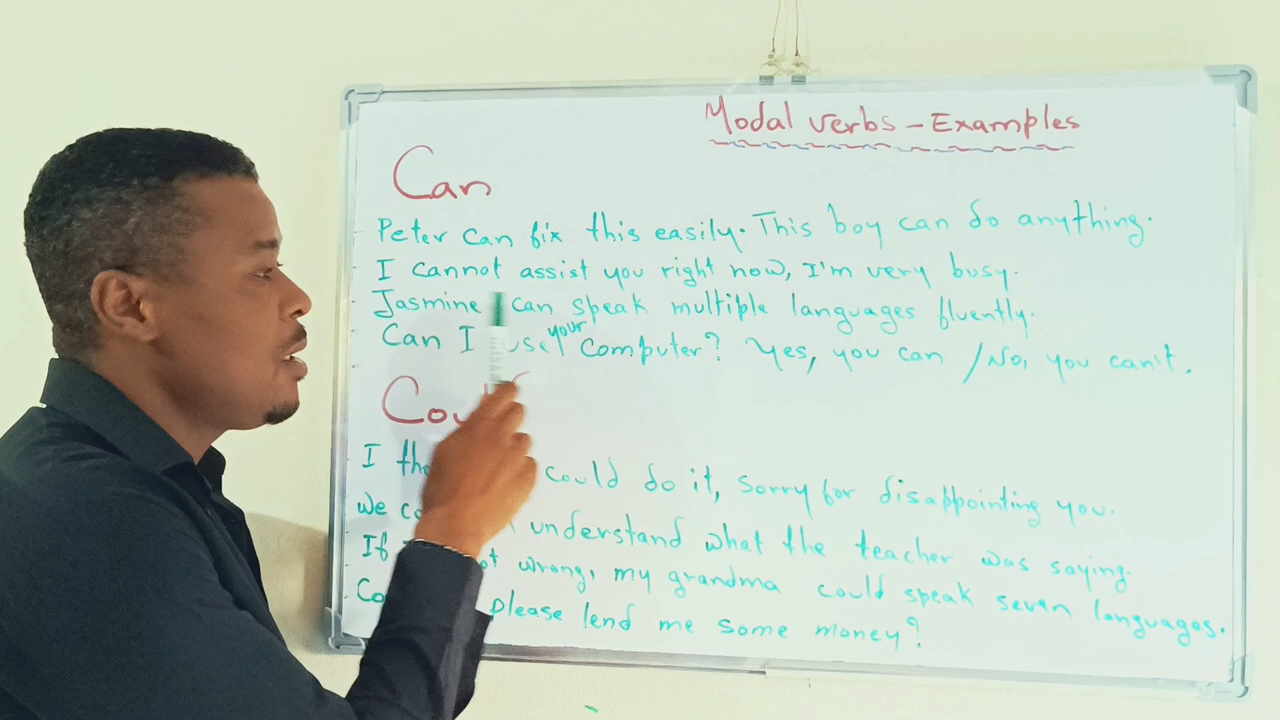 Modal verbs - Examples
Can
Peter can fix this easily. This boy can do anything.
I cannot assist you right now, I'm very busy.
Jasmine can speak multiple languages fluently.
Can I use your computer? Yes, you can / No, you can't.
I could do it, sorry for disappointing you.
We understand what the teacher was saying.
If wrong, my grandma could speak seven languages.
please lend me some money?